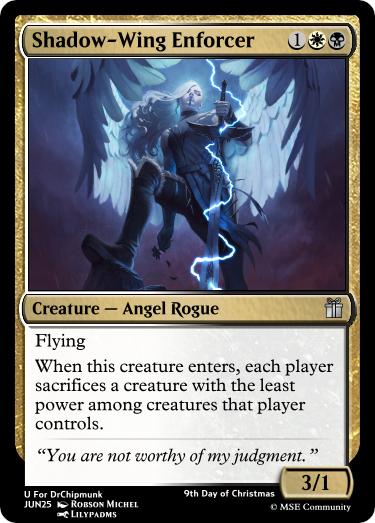 Shadow-Wing Enforcer 1
Creature — Angel Rogue
Flying
When this creature enters, each player
sacrifices a creature with the least
power among creatures that player
controls.
“You are not worthy of my judgment.”
3/1
U For DrChipmunk 9th Day of Christmas
JUN25 Robson Michel © MSE Community
Lilypadms